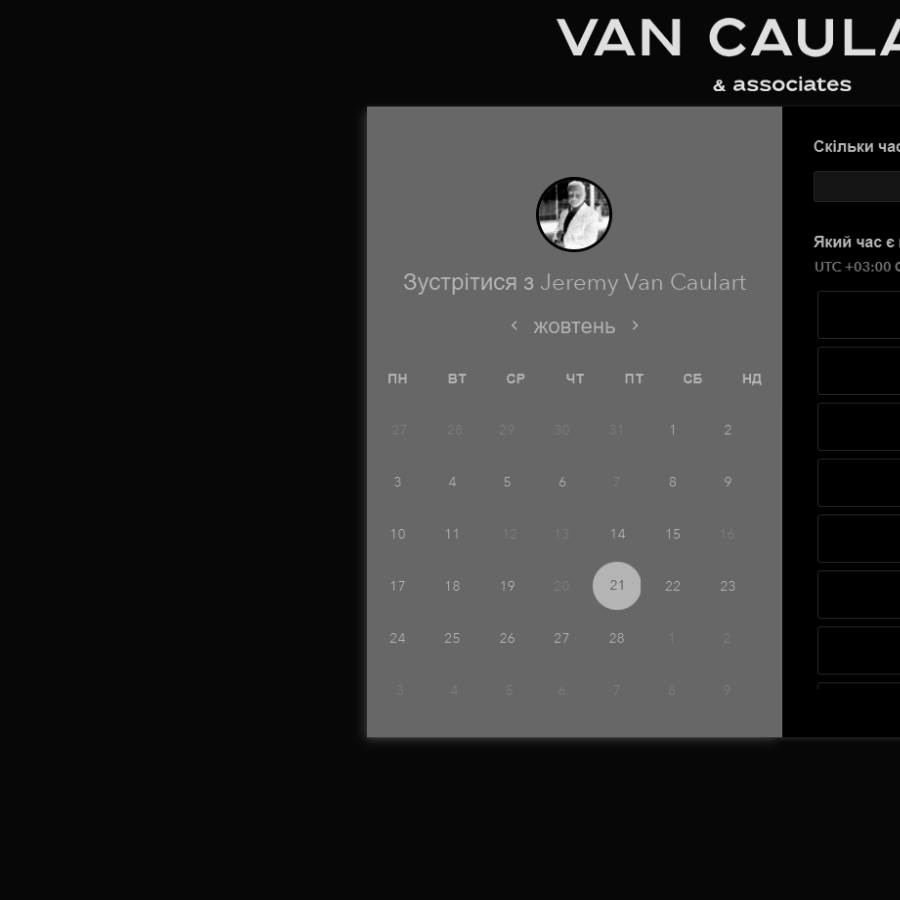 VAN CAULA
& associates
Зустрітися з Jeremy Van Caulart
жовтень
ПН ВТ СР ЧТ ПТ СБ НД
27 28 29 30 31 1 2
3 4 5 6 7 8 9
10 11 12 13 14 15 16
17 18 19 20 21 22 23
24 25 26 27 28 1 2
3 4 5 6 7 8 9
Скільки час
Який час є
UTC +03:00